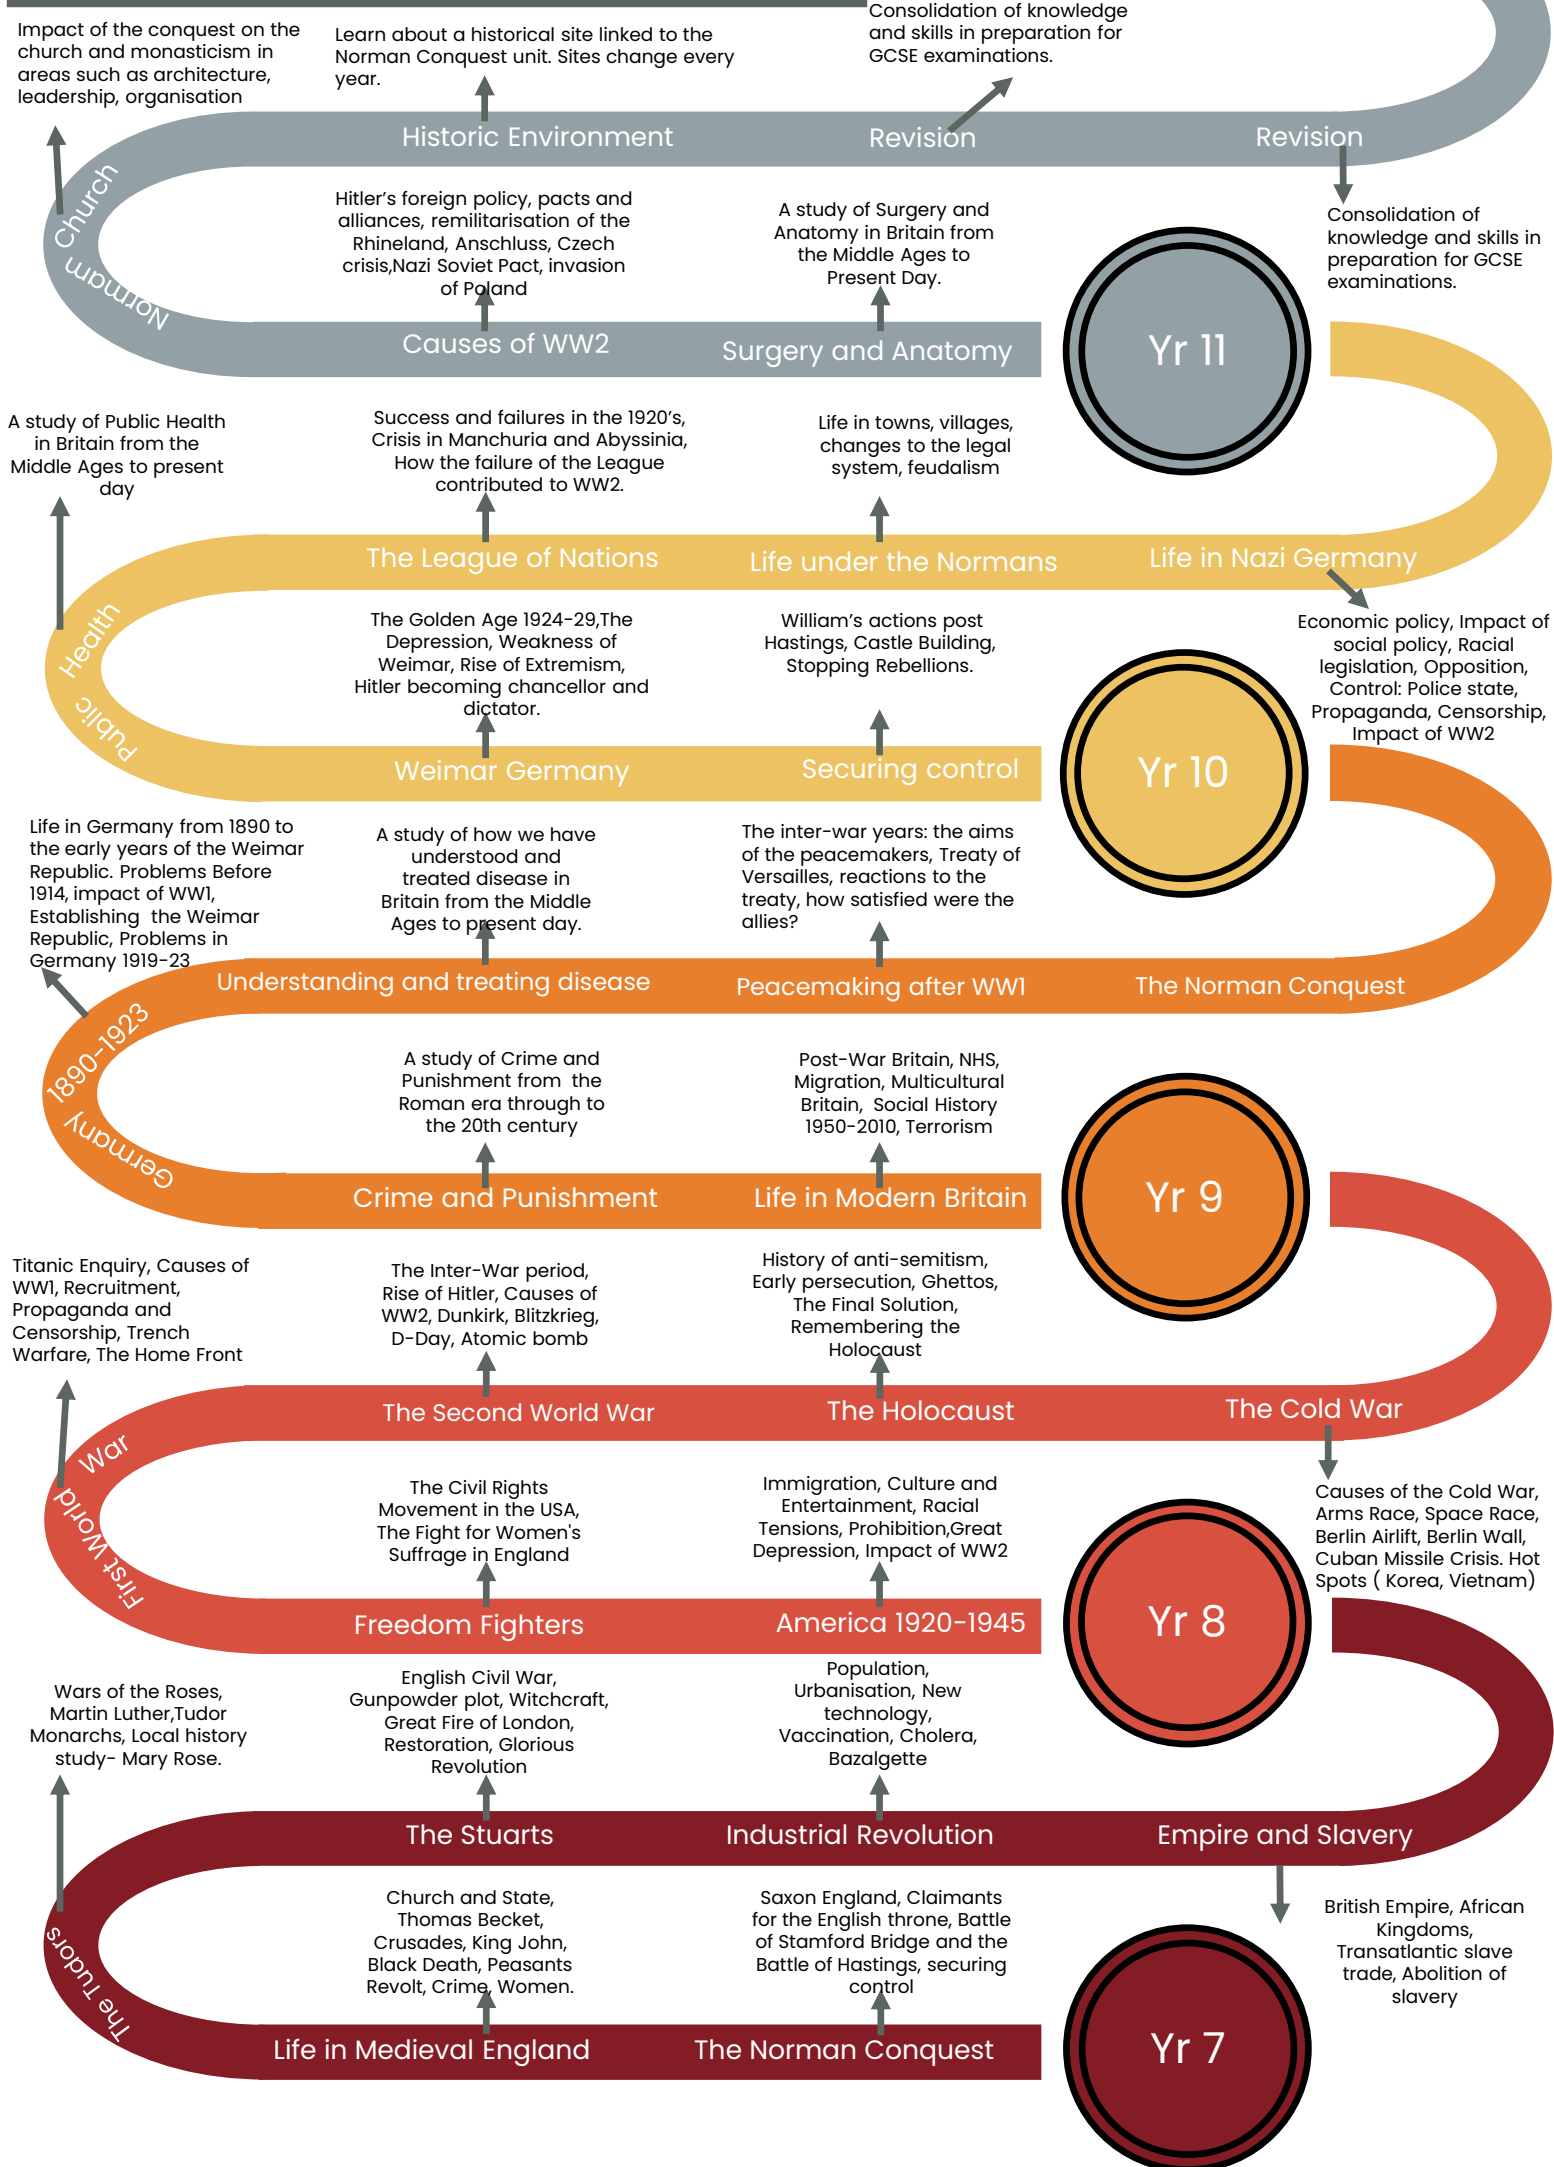 Impact of the conquest on the
church and monasticism in
areas such as architecture,
leadership, organisation
Learn about a historical site linked to the
Norman Conquest unit. Sites change every
year.
Consolidation of knowledge
and skills in preparation for
GCSE examinations.
Historic Environment
Revision
Revision
Normam
Church
Hitler's foreign policy, pacts and
alliances, remilitarisation of the
Rhineland, Anschluss, Czech
crisis,Nazi Soviet Pact, invasion
of Poland
A study of Surgery and
Anatomy in Britain from
the Middle Ages to
Present Day.
Consolidation of
knowledge and skills in
preparation for GCSE
examinations.
Causes of WW2
Surgery and Anatomy
Yr 11
A study of Public Health
in Britain from the
Middle Ages to present
day
Success and failures in the 1920's,
Crisis in Manchuria and Abyssinia,
How the failure of the League
contributed to WW2.
Life in towns, villages,
changes to the legal
system, feudalism
The League of Nations
Life under the Normans
Life in Nazi Germany
Public
Health
The Golden Age 1924-29,The
Depression, Weakness of
Weimar, Rise of Extremism,
Hitler becoming chancellor and
dictator.
William's actions post
Hastings, Castle Building,
Stopping Rebellions.
Economic policy, Impact of
social policy, Racial
legislation, Opposition,
Control: Police state,
Propaganda, Censorship,
Impact of WW2
Weimar Germany
Securing control
Yr 10
Life in Germany from 1890 to
the early years of the Weimar
Republic. Problems Before
1914, impact of WW1,
Establishing the Weimar
Republic, Problems in
Germany 1919-23
A study of how we have
understood and
treated disease in
Britain from the Middle
Ages to present day.
The inter-war years: the aims
of the peacemakers, Treaty of
Versailles, reactions to the
treaty, how satisfied were the
allies?
Understanding and treating disease
Peacemaking after WW1
The Norman Conquest
Germany
1890-1923
A study of Crime and
Punishment from the
Roman era through to
the 20th century
Post-War Britain, NHS,
Migration, Multicultural
Britain, Social History
1950-2010, Terrorism
Crime and Punishment
Life in Modern Britain
Yr 9
Titanic Enquiry, Causes of
WW1, Recruitment,
Propaganda and
Censorship, Trench
Warfare, The Home Front
The Inter-War period,
Rise of Hitler, Causes of
WW2, Dunkirk, Blitzkrieg,
D-Day, Atomic bomb
History of anti-semitism,
Early persecution, Ghettos,
The Final Solution,
Remembering the
Holocaust
The Second World War
The Holocaust
The Cold War
First World
War
The Civil Rights
Movement in the USA,
The Fight for Women's
Suffrage in England
Immigration, Culture and
Entertainment, Racial
Tensions, Prohibition,Great
Depression, Impact of WW2
Causes of the Cold War,
Arms Race, Space Race,
Berlin Airlift, Berlin Wall,
Cuban Missile Crisis. Hot
Spots ( Korea, Vietnam)
Freedom Fighters
America 1920-1945
Yr 8
Wars of the Roses,
Martin Luther,Tudor
Monarchs, Local history
study- Mary Rose.
English Civil War,
Gunpowder plot, Witchcraft,
Great Fire of London,
Restoration, Glorious
Revolution
Population,
Urbanisation, New
technology,
Vaccination, Cholera,
Bazalgette
The Stuarts
Industrial Revolution
Empire and Slavery
The Tudors
Church and State,
Thomas Becket,
Crusades, King John,
Black Death, Peasants
Revolt, Crime, Women.
Saxon England, Claimants
for the English throne, Battle
of Stamford Bridge and the
Battle of Hastings, securing
control
British Empire, African
Kingdoms,
Transatlantic slave
trade, Abolition of
slavery
Life in Medieval England
The Norman Conquest
Yr 7